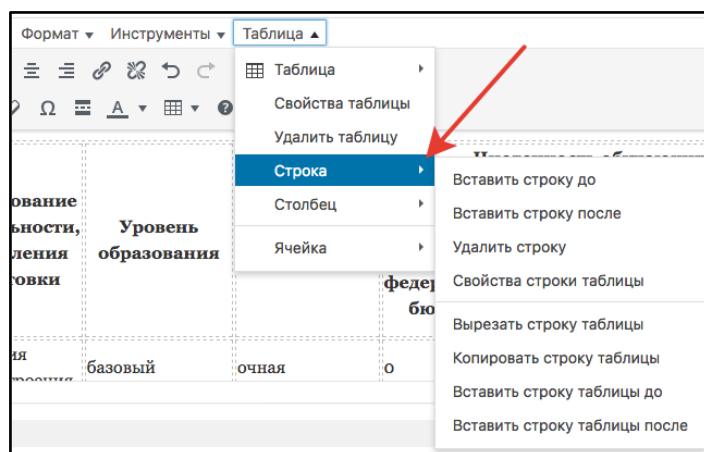 Формат Инструменты Таблица
Ω A
Таблица
Свойства таблицы
Удалить таблицу
Строка
Столбец
Ячейка
Вставить строку до
Вставить строку после
Удалить строку
Свойства строки таблицы
Вырезать строку таблицы
Копировать строку таблицы
Вставить строку таблицы до
Вставить строку таблицы после
Уровень
образования
базовый очная 0